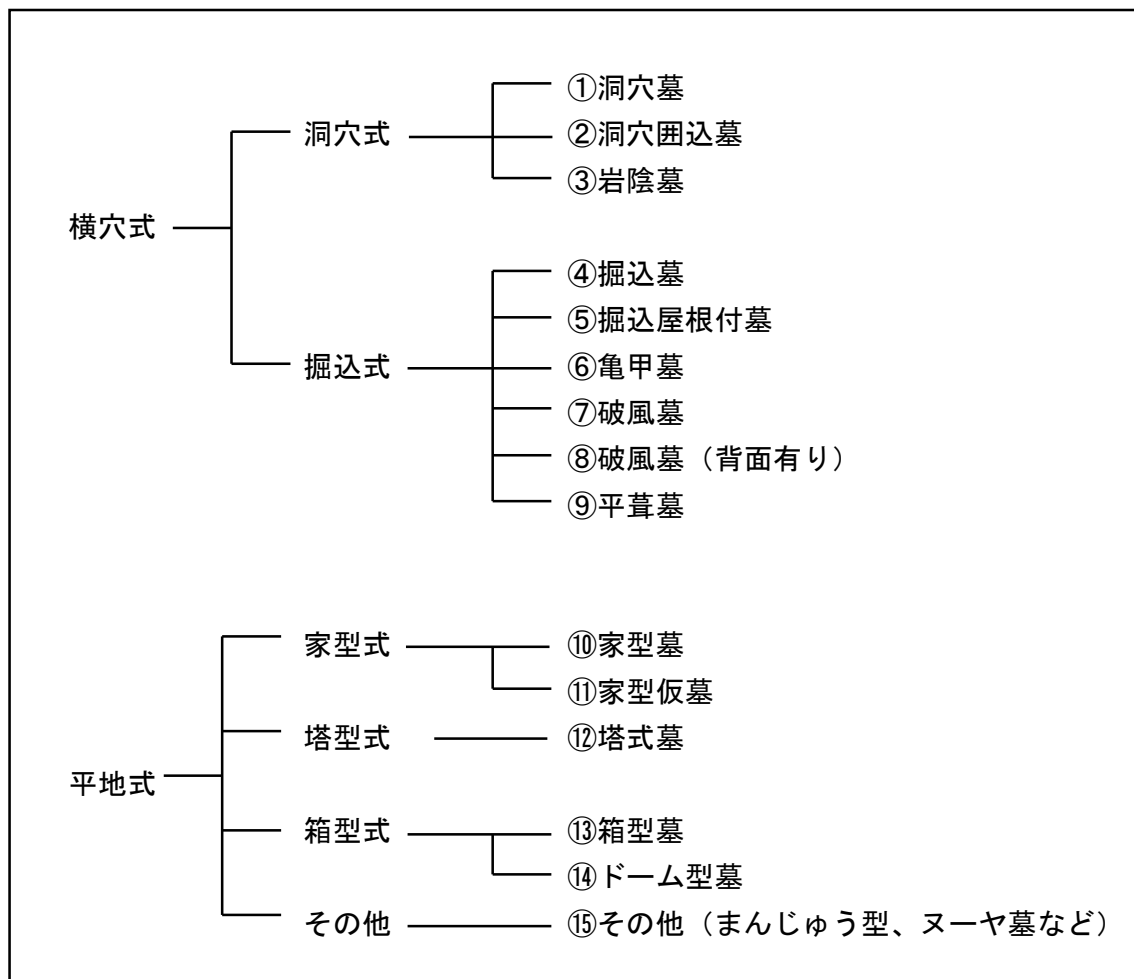 横穴式
洞穴式
①洞穴墓
②洞穴囲込墓
③岩陰墓
掘込式
④掘込墓
⑤掘込屋根付墓
⑥亀甲墓
⑦破風墓
⑧破風墓（背面有り）
⑨平葺墓
平地式
家型式
⑩家型墓
⑪家型仮墓
塔型式
⑫塔式墓
箱型式
⑬箱型墓
⑭ドーム型墓
その他
⑮その他（まんじゅう型、ヌーヤ墓など）